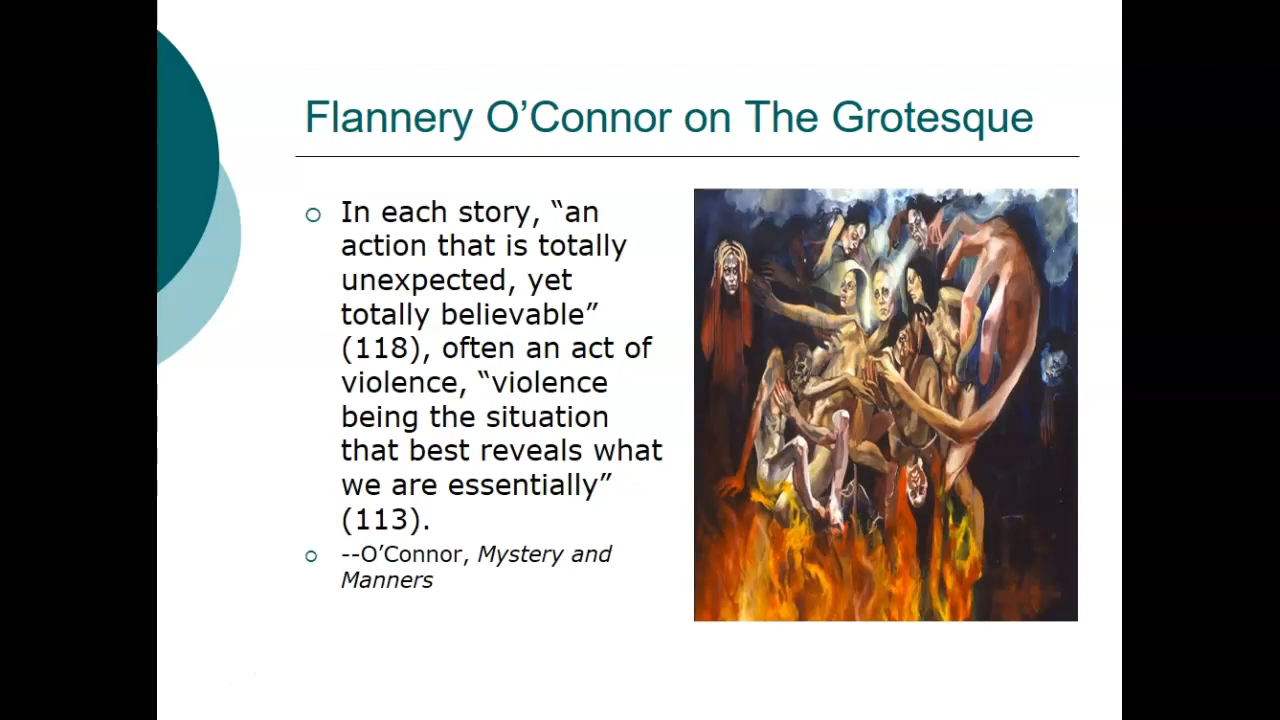 Flannery O’Connor on The Grotesque
In each story, “an
action that is totally
unexpected, yet
totally believable”
(118), often an act of
violence, “violence
being the situation
that best reveals what
we are essentially”
(113).
--O’Connor, Mystery and
Manners